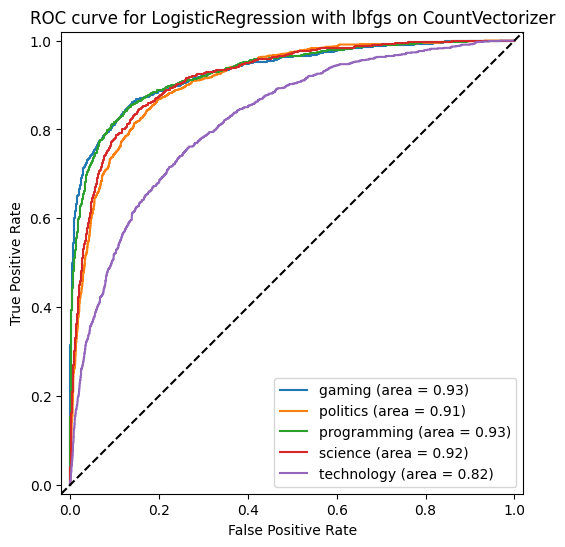 ROC curve for LogisticRegression with lbfgs on CountVectorizer
True Positive Rate
1.0
0.8
0.6
0.4
0.2
0.0
gaming (area = 0.93)
politics (area = 0.91)
programming (area = 0.93)
science (area = 0.92)
technology (area = 0.82)
0.0 0.2 0.4 0.6 0.8 1.0
False Positive Rate